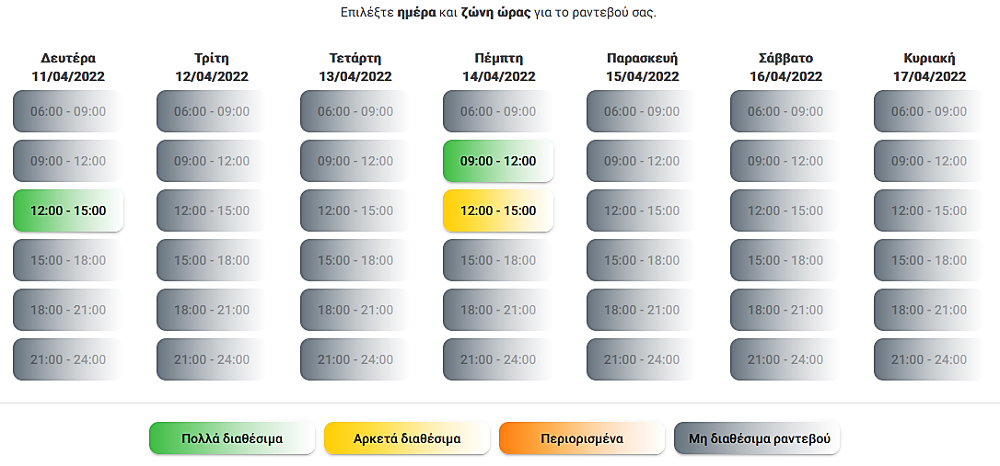 Επιλέξτε ημέρα και ζώνη ώρας για το ραντεβού σας.
Δευτέρα Τρίτη Τετάρτη Πέμπτη Παρασκευή Σάββατο Κυριακή
11/04/2022 12/04/2022 13/04/2022 14/04/2022 15/04/2022 16/04/2022 17/04/2022
06:00 - 09:00 06:00 - 09:00 06:00 - 09:00 06:00 - 09:00 06:00 - 09:00 06:00 - 09:00 06:00 - 09:00
09:00 - 12:00 09:00 - 12:00 09:00 - 12:00 09:00 - 12:00 09:00 - 12:00 09:00 - 12:00 09:00 - 12:00
12:00 - 15:00 12:00 - 15:00 12:00 - 15:00 12:00 - 15:00 12:00 - 15:00 12:00 - 15:00 12:00 - 15:00
15:00 - 18:00 15:00 - 18:00 15:00 - 18:00 15:00 - 18:00 15:00 - 18:00 15:00 - 18:00 15:00 - 18:00
18:00 - 21:00 18:00 - 21:00 18:00 - 21:00 18:00 - 21:00 18:00 - 21:00 18:00 - 21:00 18:00 - 21:00
21:00 - 24:00 21:00 - 24:00 21:00 - 24:00 21:00 - 24:00 21:00 - 24:00 21:00 - 24:00 21:00 - 24:00
Πολλά διαθέσιμα Αρκετά διαθέσιμα Περιορισμένα Μη διαθέσιμα ραντεβού